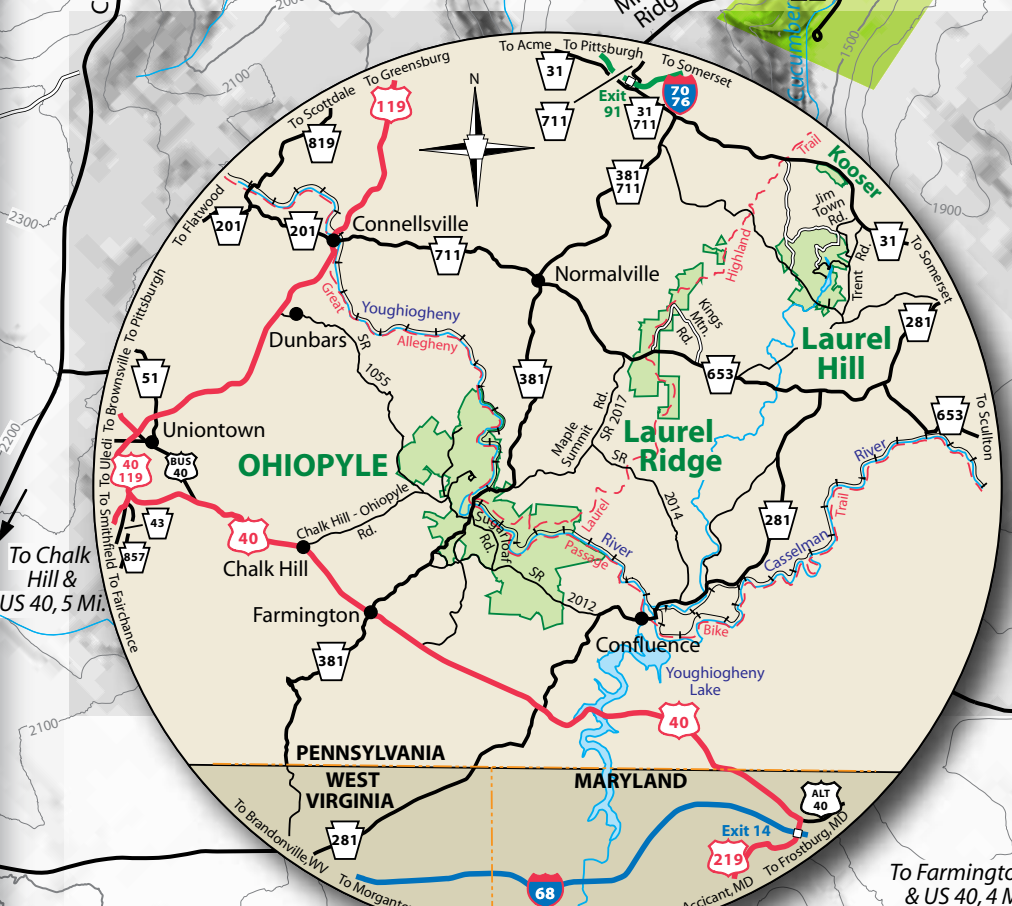 2000
2100
2300
2200
2100
1500
1900
Ridge
Cucumber
To Acme
To Pittsburgh
To Somerset
To Greensburg
To Scottdale
To Flatwood
31
711
Exit
91
31
711
70
76
119
819
N
381
711
Trail
Kooser
Jim
Town
Rd.
201
201
Connellsville
711
Normalville
Highland
Trent
Rd.
31
To Somerset
281
Great
Youghiogheny
Allegheny
Dunbars
SR
1055
Kings
Mtn.
Rd.
Laurel
Hill
To Pittsburgh
To Brownsville
51
381
653
653
To Scullton
Uniontown
BUS
40
To Uledi
40
119
Maple
Summit
Rd.
SR 2017
Laurel
Ridge
OHIOPYLE
SR
2014
River
Trail
Chalk Hill - Ohiopyle
Rd.
Laurel
Sugarloaf
Rd.
Passage
River
281
Casselman
To Smithfield
43
857
40
Chalk Hill
To Fairchance
To Chalk
Hill &
US 40, 5 Mi.
SR
2012
Farmington
Confluence
Bike
381
Youghiogheny
Lake
40
PENNSYLVANIA
WEST
VIRGINIA
MARYLAND
ALT
40
281
Exit 14
219
To Frostburg, MD
To Brandonville, WV
68
Accicant, MD
& US 40, 4